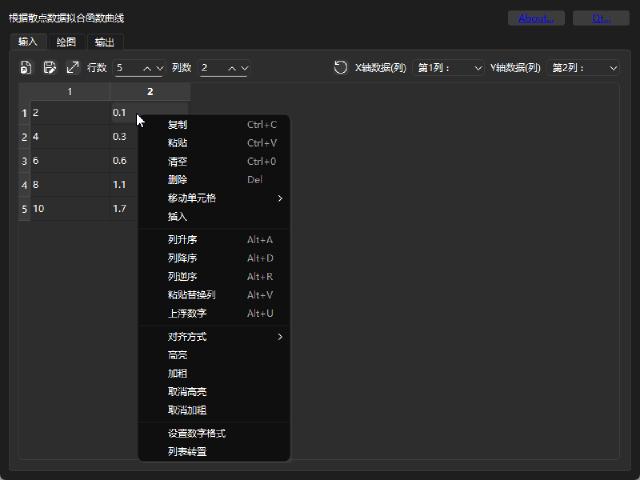 根据散点数据拟合函数曲线 About... Qt...
输入 绘图 输出
行数 5 列数 2 X轴数据(列) 第1列： Y轴数据(列) 第2列：
1 2
1 2 0.1
2 4 0.3
3 6 0.6
4 8 1.1
5 10 1.7
复制 Ctrl+C
粘贴 Ctrl+V
清空 Ctrl+0
删除 Del
移动单元格
插入
列升序 Alt+A
列降序 Alt+D
列逆序 Alt+R
粘贴替换列 Alt+V
上浮数字 Alt+U
对齐方式
高亮
加粗
取消高亮
取消加粗
设置数字格式
列表转置